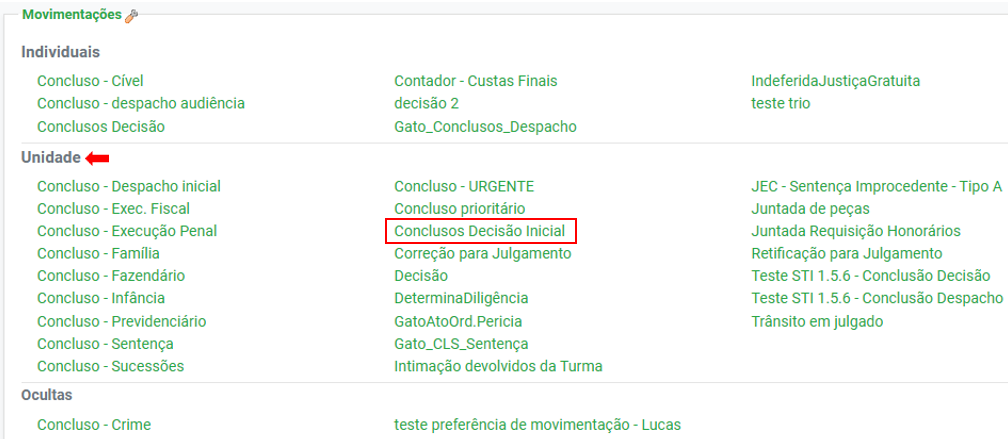 Movimentações
Individuais
Concluso - Cível
Contador - Custas Finais
IndeferidaJustiçaGratuita
Concluso - despacho audiência
decisão 2
teste trio
Conclusos Decisão
Gato_Conclusos_Despacho
Unidade
Concluso - Despacho inicial
Concluso - URGENTE
JEC - Sentença Improcedente - Tipo A
Concluso - Exec. Fiscal
Concluso prioritário
Juntada de peças
Concluso - Execução Penal
Conclusos Decisão Inicial
Juntada Requisição Honorários
Concluso - Família
Correção para Julgamento
Retificação para Julgamento
Concluso - Fazendário
Decisão
Teste STI 1.5.6 - Conclusão Decisão
Concluso - Infância
DeterminaDiligência
Teste STI 1.5.6 - Conclusão Despacho
Concluso - Previdenciário
GatoAtoOrd.Pericia
Trânsito em julgado
Concluso - Sentença
Gato_CLS_Sentença
Concluso - Sucessões
Intimação devolvidos da Turma
Ocultas
Concluso - Crime
teste preferência de movimentação - Lucas